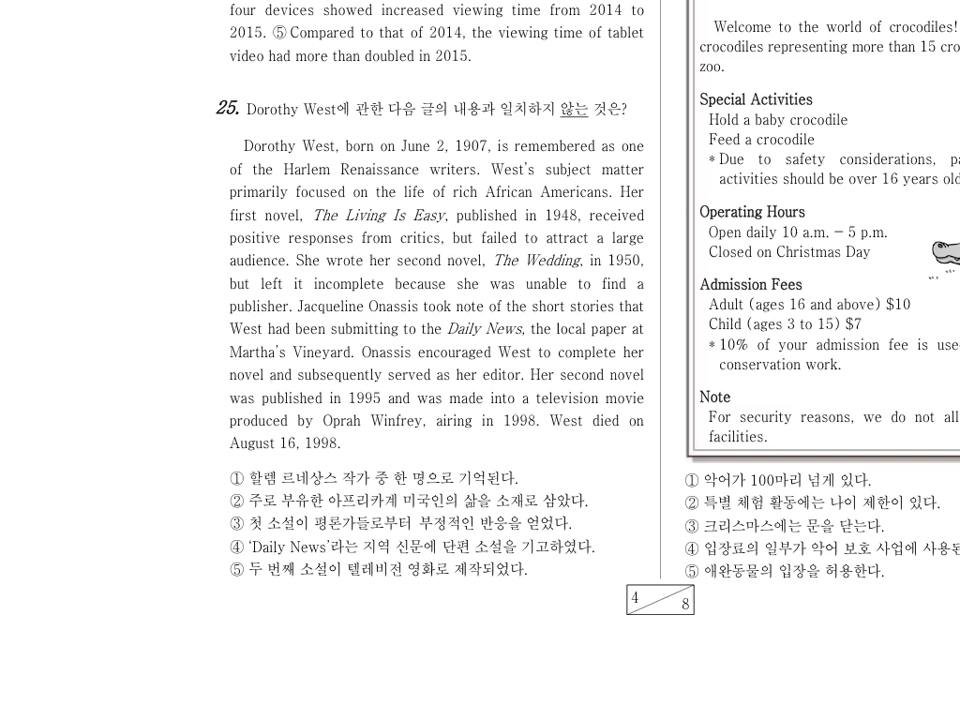 four devices showed increased viewing time from 2014 to
2015. ⑤ Compared to that of 2014, the viewing time of tablet
video had more than doubled in 2015.
25. Dorothy West에 관한 다음 글의 내용과 일치하지 않는 것은?
Dorothy West, born on June 2, 1907, is remembered as one
of the Harlem Renaissance writers. West's subject matter
primarily focused on the life of rich African Americans. Her
first novel, The Living Is Easy, published in 1948, received
positive responses from critics, but failed to attract a large
audience. She wrote her second novel, The Wedding, in 1950,
but left it incomplete because she was unable to find a
publisher. Jacqueline Onassis took note of the short stories that
West had been submitting to the Daily News, the local paper at
Martha's Vineyard. Onassis encouraged West to complete her
novel and subsequently served as her editor. Her second novel
was published in 1995 and was made into a television movie
produced by Oprah Winfrey, airing in 1998. West died on
August 16, 1998.
① 할렘 르네상스 작가 중 한 명으로 기억된다.
② 주로 부유한 아프리카계 미국인의 삶을 소재로 삼았다.
③ 첫 소설이 평론가들로부터 부정적인 반응을 얻었다.
④ 'Daily News'라는 지역 신문에 단편 소설을 기고하였다.
⑤ 두 번째 소설이 텔레비전 영화로 제작되었다.
Welcome to the world of crocodiles!
crocodiles representing more than 15 cro
zoo.
Special Activities
Hold a baby crocodile
Feed a crocodile
* Due to safety considerations, pa
activities should be over 16 years old
Operating Hours
Open daily 10 a.m. – 5 p.m.
Closed on Christmas Day
Admission Fees
Adult (ages 16 and above) $10
Child (ages 3 to 15) $7
* 10% of your admission fee is use
conservation work.
Note
For security reasons, we do not all
facilities.
① 악어가 100마리 넘게 있다.
② 특별 체험 활동에는 나이 제한이 있다.
③ 크리스마스에는 문을 닫는다.
④ 입장료의 일부가 악어 보호 사업에 사용된
⑤ 애완동물의 입장을 허용한다.
4 8